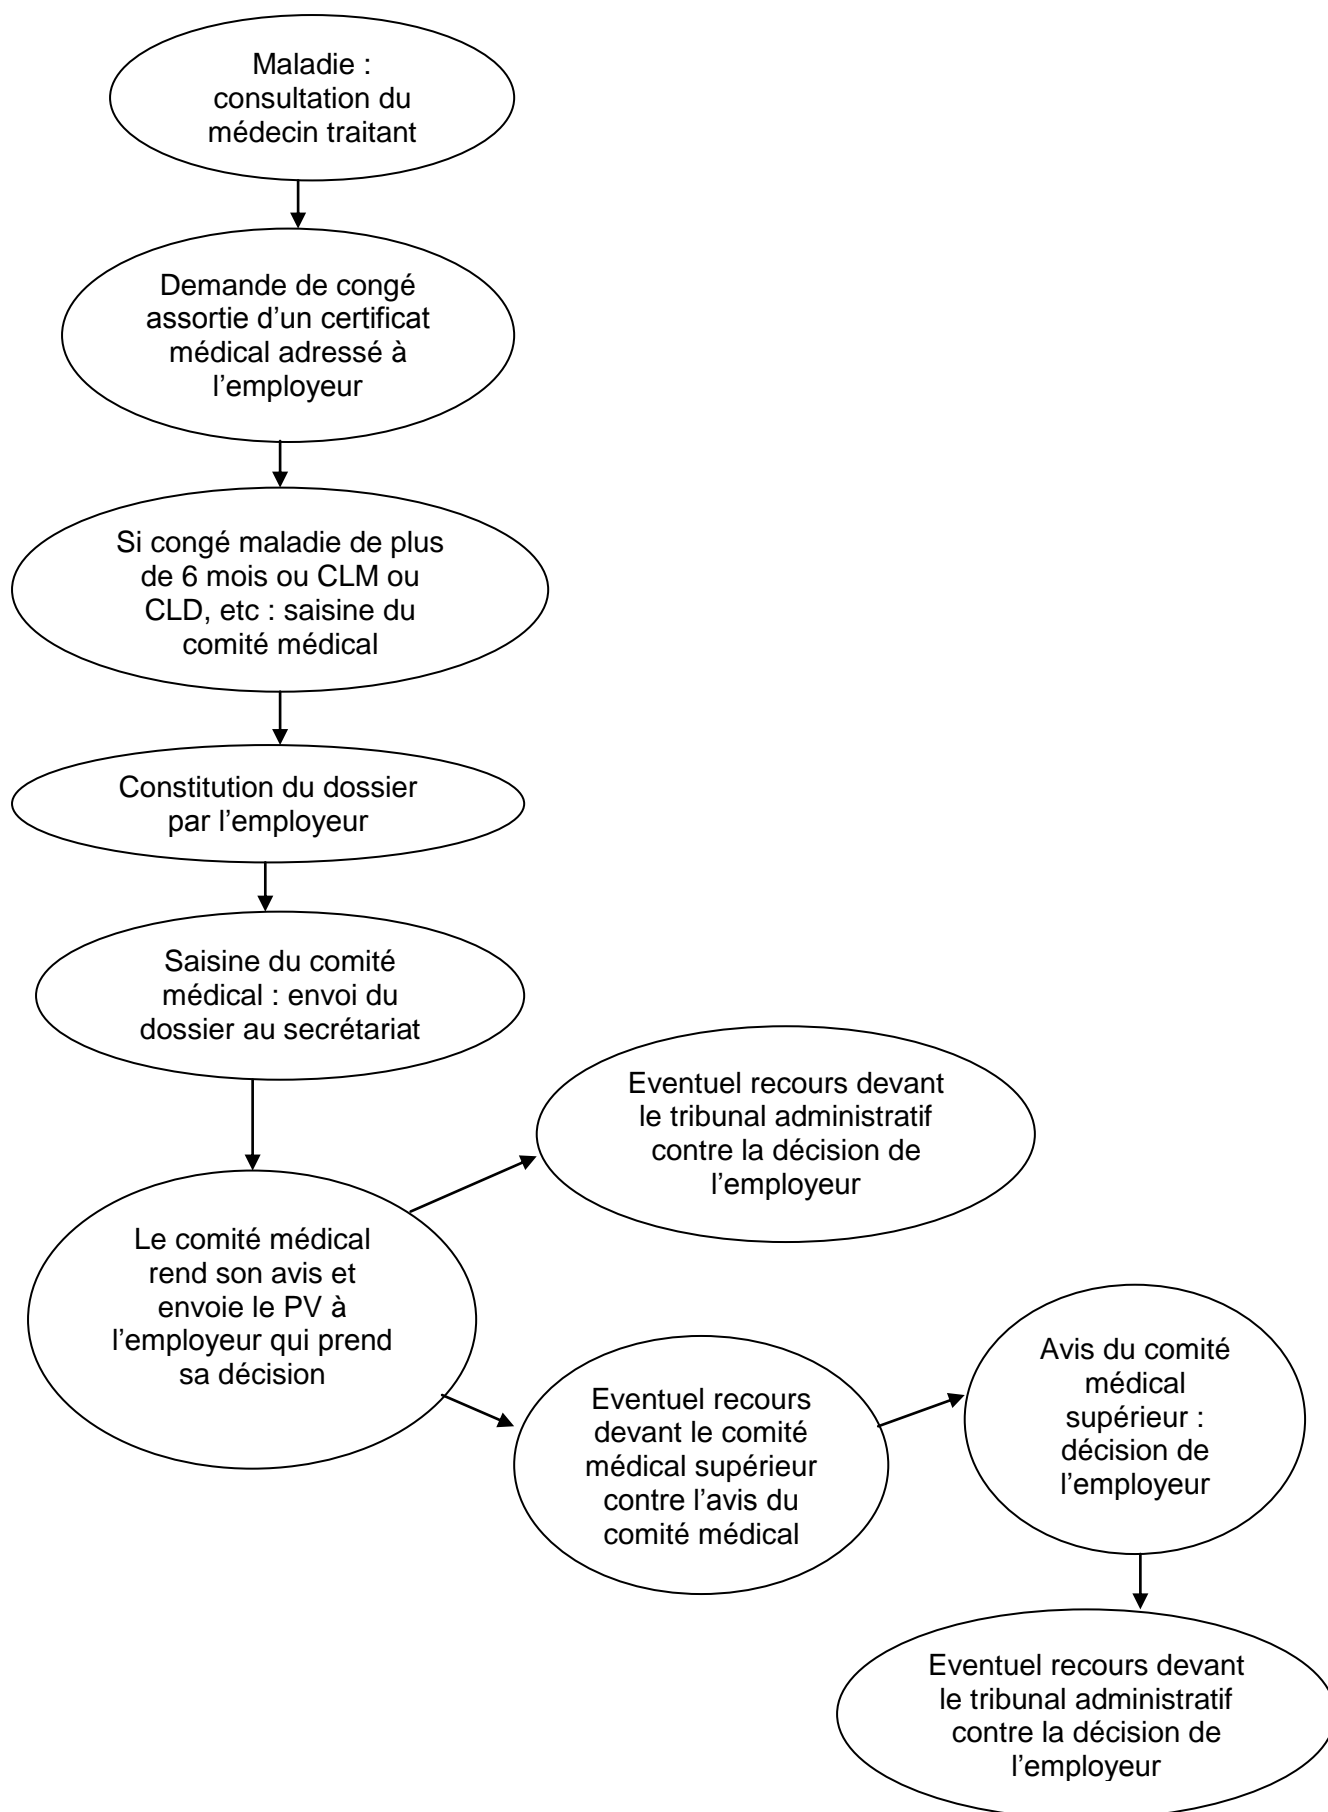 Maladie :
consultation du
médecin traitant
Demande de congé
assortie d’un certificat
médical adressé à
l’employeur
Si congé maladie de plus
de 6 mois ou CLM ou
CLD, etc : saisine du
comité médical
Constitution du dossier
par l’employeur
Saisine du comité
médical : envoi du
dossier au secrétariat
Eventuel recours devant
le tribunal administratif
contre la décision de
l’employeur
Le comité médical
rend son avis et
envoie le PV à
l’employeur qui prend
sa décision
Eventuel recours
devant le comité
médical supérieur
contre l’avis du
comité médical
Avis du comité
médical
supérieur :
décision de
l’employeur
Eventuel recours devant
le tribunal administratif
contre la décision de
l’employeur